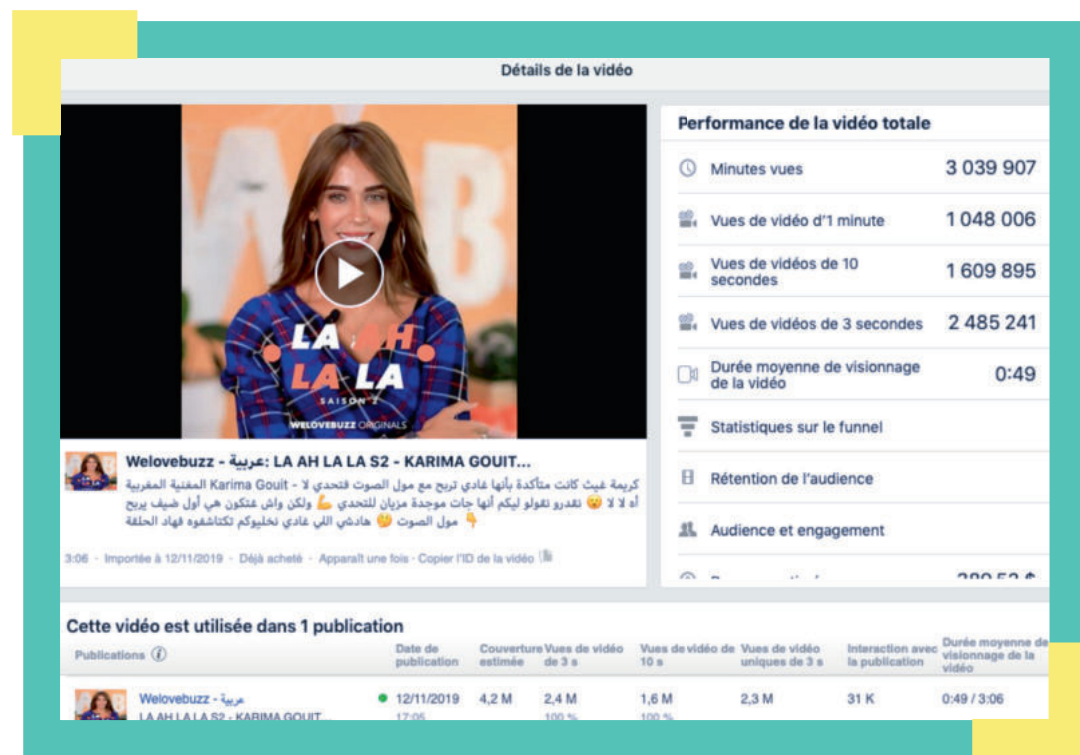 Détails de la vidéo
WB
LA AH
LA LA
SAISON 2
WELOVEBUZZ ORIGINALS
Welovebuzz - عربية: LA AH LA LA S2 - KARIMA GOUIT...
كريمة غيث كانت متأكدة بأنها غادي تربح مع مول الصوت فتحدي لا - Karima Gouit المغنية المغربية
أه لا لا 😲 نقدرو نقولو ليكم أنها جات موجدة مزيان للتحدي 💪 ولكن واش غتكون هي أول ضيف يربح
مول الصوت 🤔 هادشي اللي غادي نخليوكم تكتاشفوه فهاد الحلقة 👇
3:06 - Importée à 12/11/2019 - Déjà acheté - Apparaît une fois · Copier l'ID de la vidéo
Performance de la vidéo totale
Minutes vues 3 039 907
Vues de vidéo d'1 minute 1 048 006
Vues de vidéos de 10
secondes 1 609 895
Vues de vidéos de 3 secondes 2 485 241
Durée moyenne de visionnage
de la vidéo 0:49
Statistiques sur le funnel
Rétention de l'audience
Audience et engagement
Cette vidéo est utilisée dans 1 publication
Publications
Date de
publication
Couverture
estimée
Vues de vidéo
de 3 s
Vues de vidéo de
10 s
Vues de vidéo
uniques de 3 s
Interaction avec
la publication
Durée moyenne de
visionnage de la
vidéo
Welovebuzz - عربية 12/11/2019 4,2 M 2,4 M 1,6 M 2,3 M 31 K 0:49 / 3:06
LA AH LA LA S2 - KARIMA GOUIT... 17:05 100 % 100 %